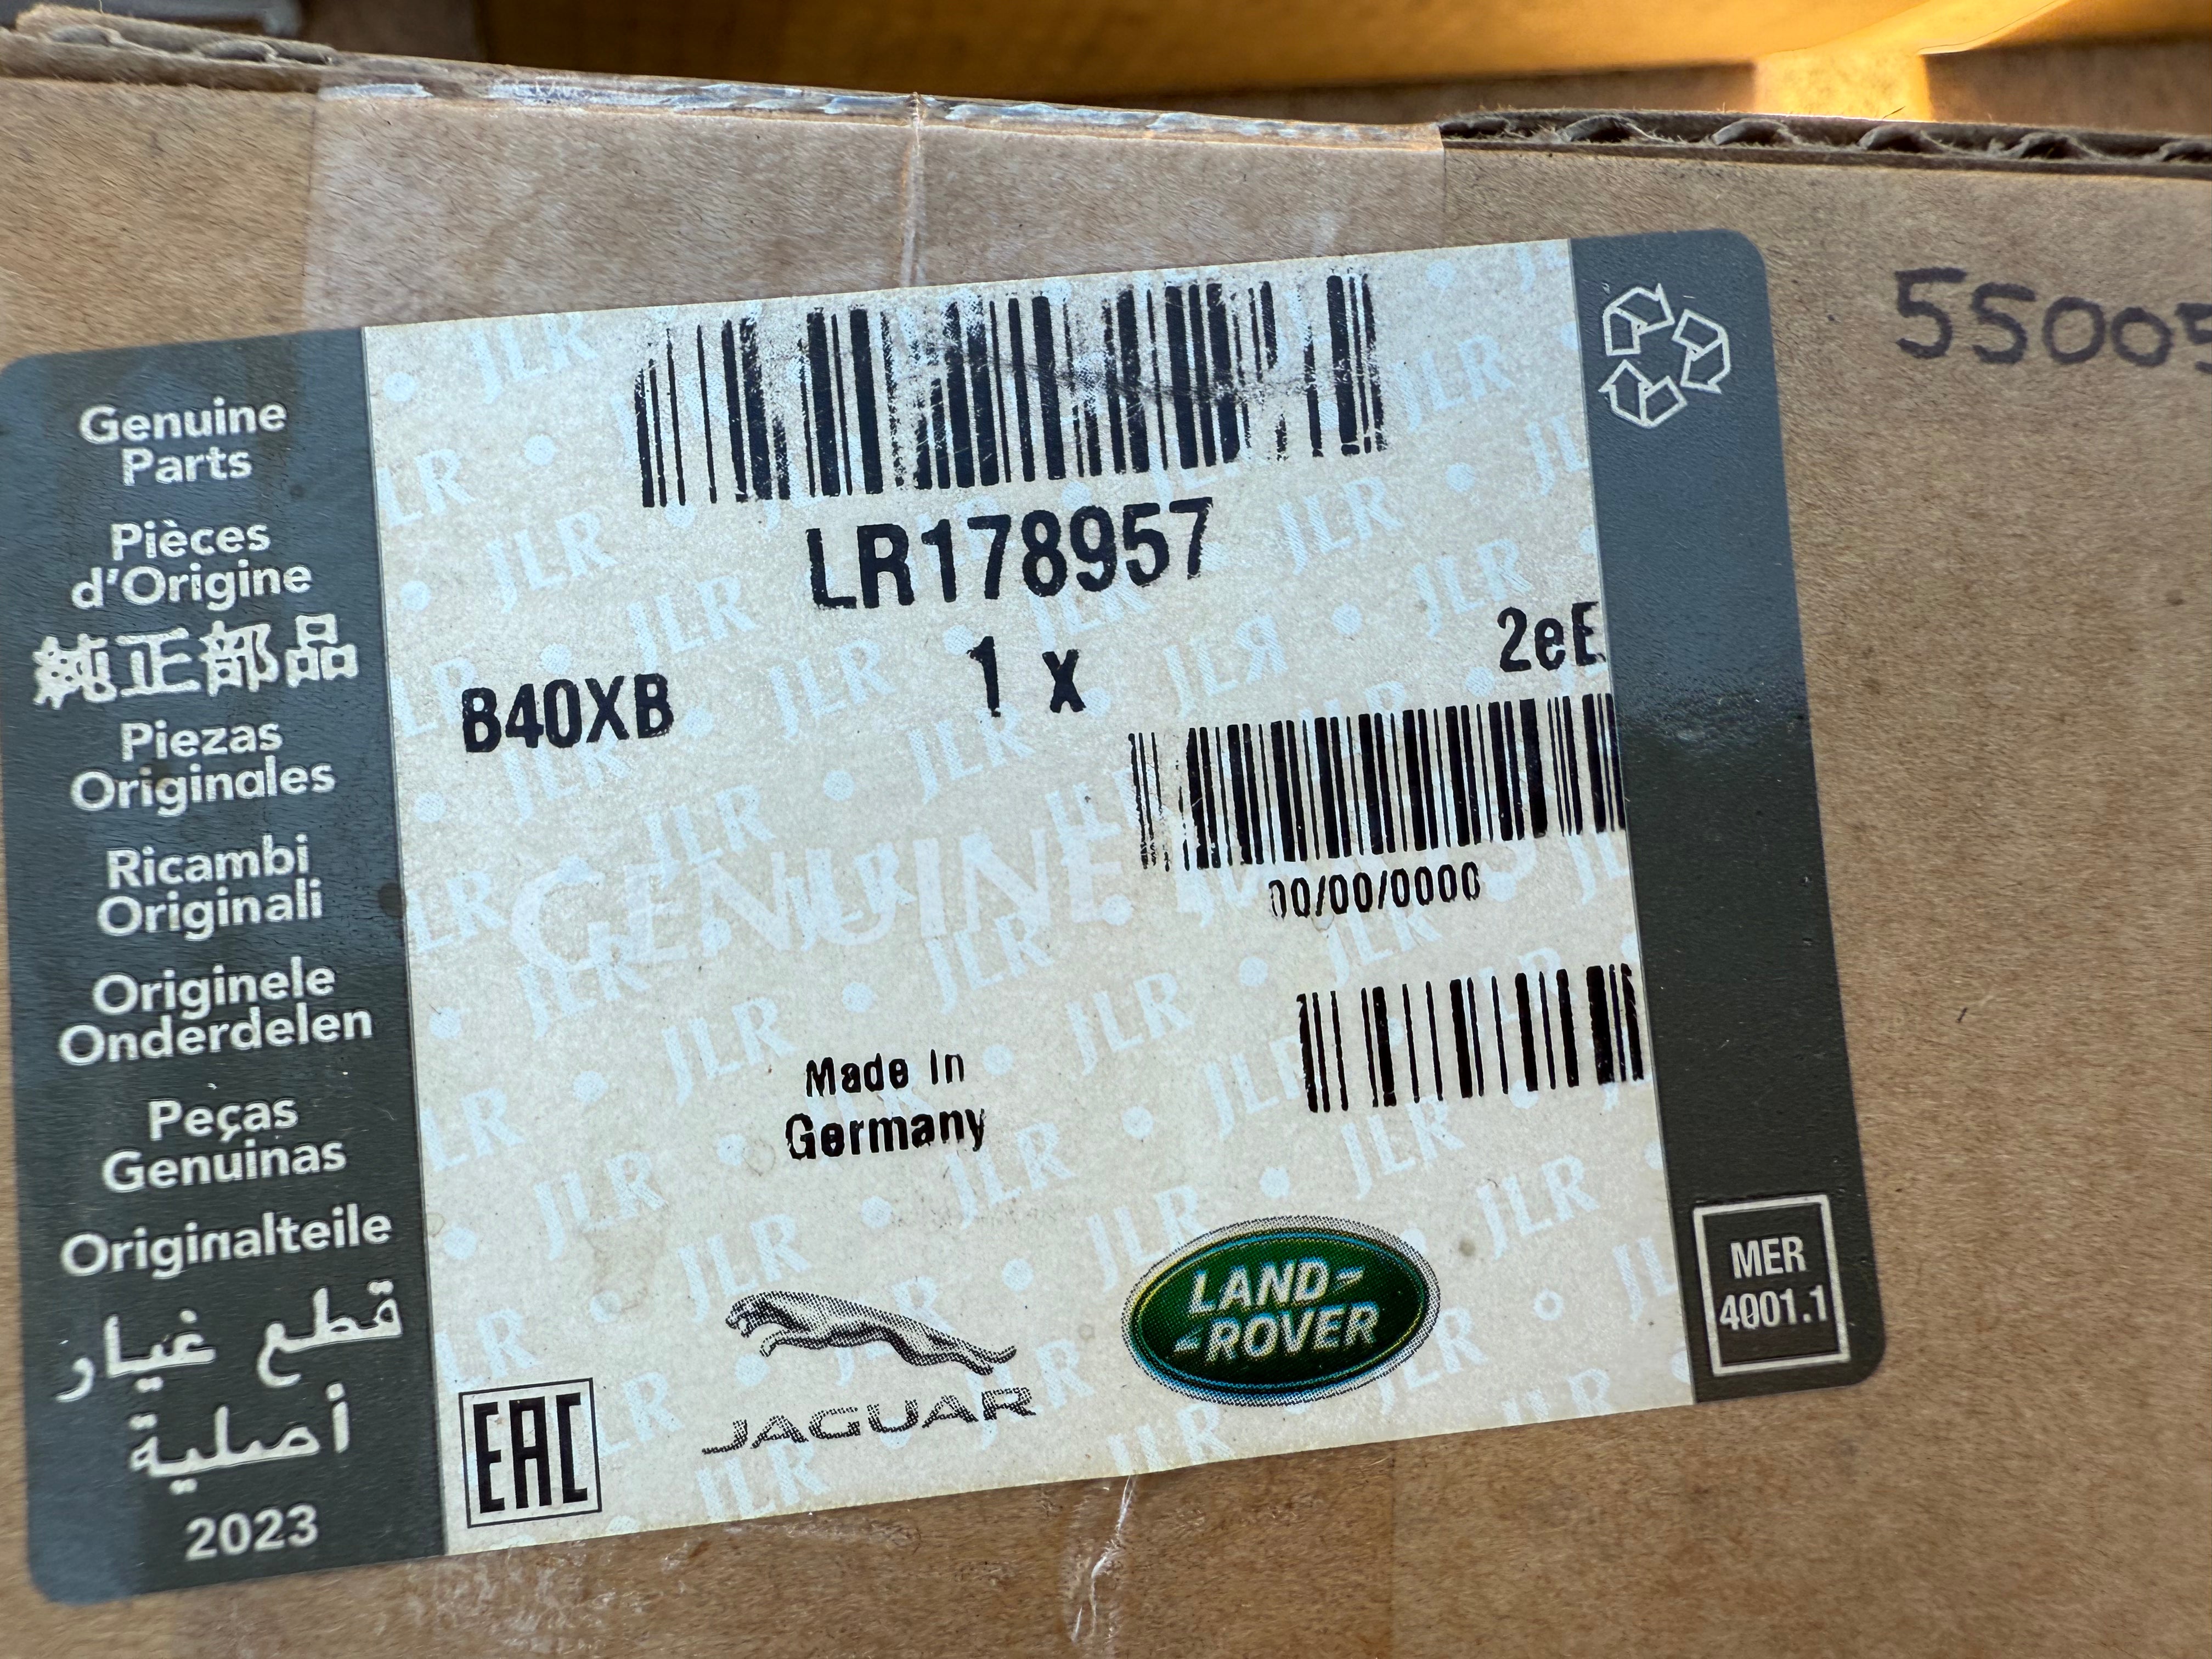 55005
Genuine
Parts
Pièces
d'Origine
純正部品
Piezas
Originales
Ricambi
Originali
Originele
Onderdelen
Peças
Genuinas
Originalteile
قطع غيار
أصلية
2023
LR178957
1 x
2eE
B40XB
00/00/0000
GENUINE
Made In
Germany
EAC
JAGUAR
LAND-
-ROVER
MER
4001.1
JLR